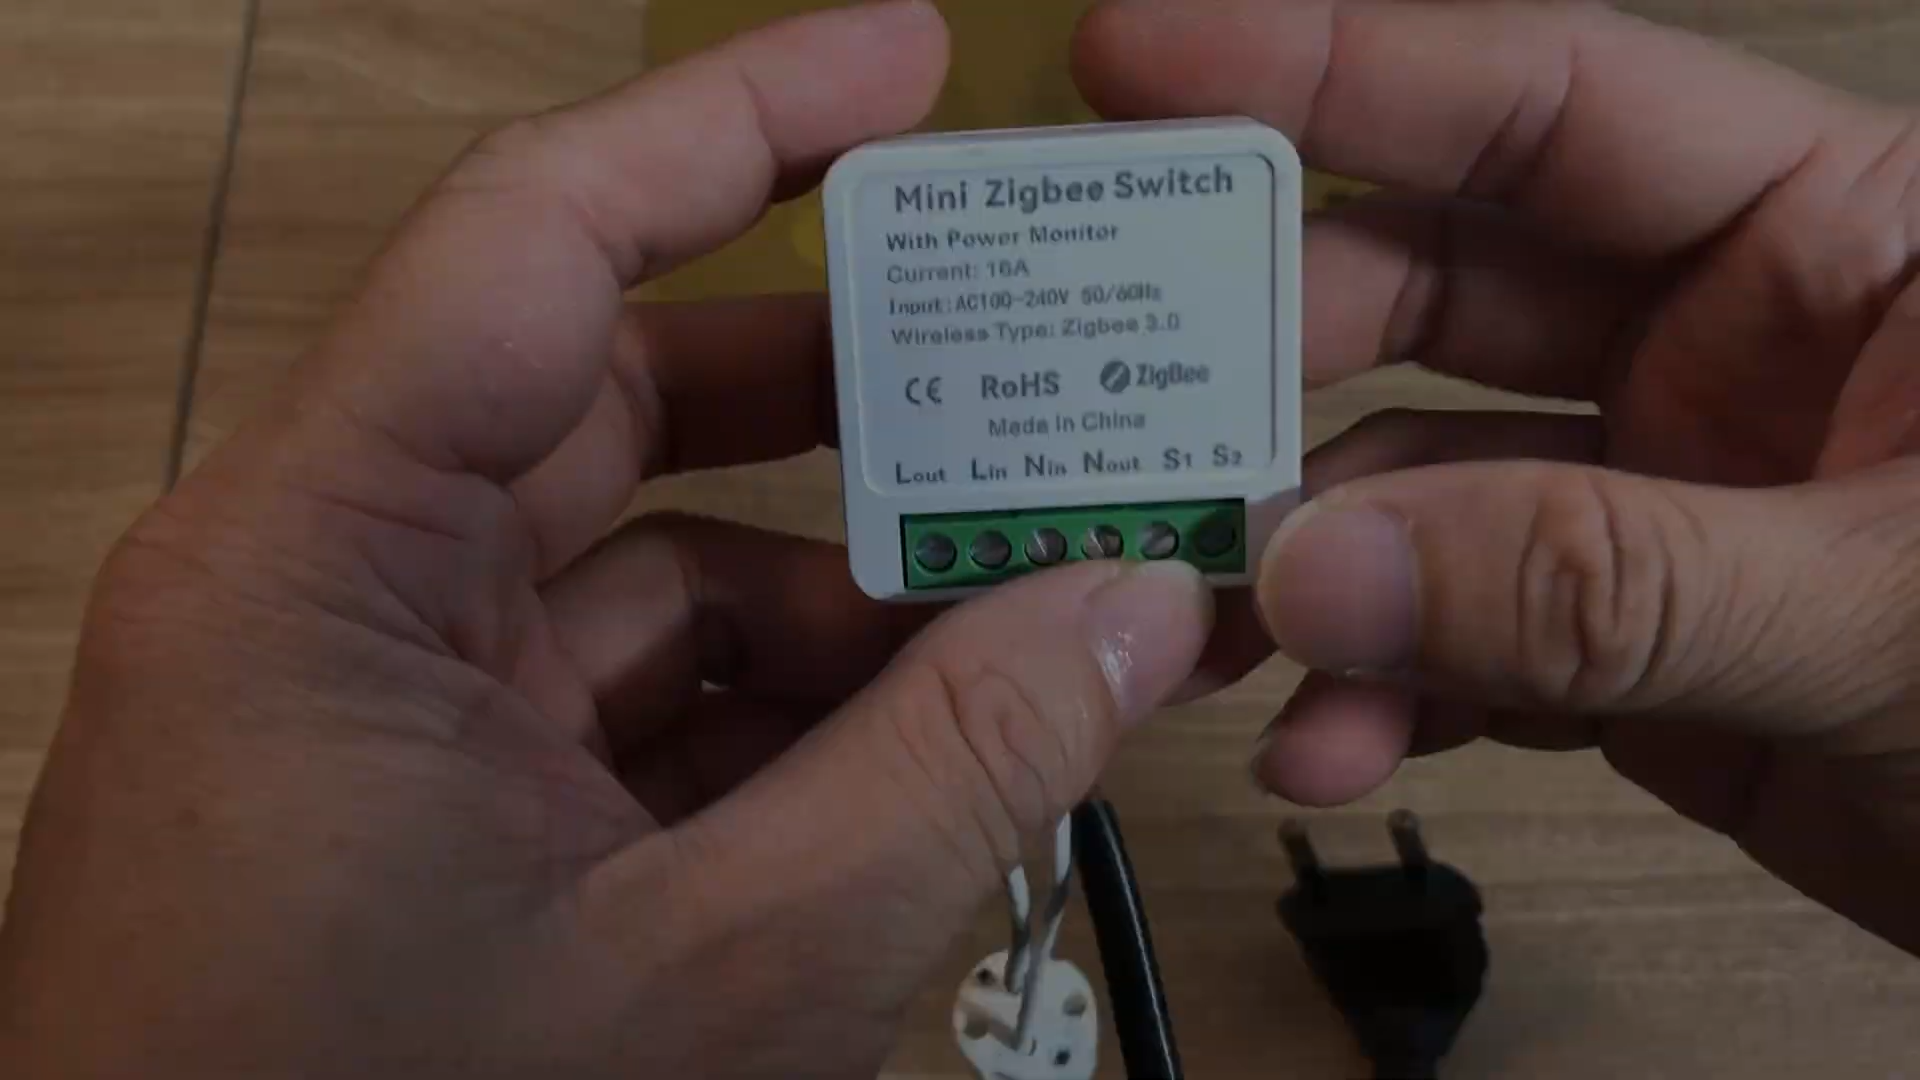 Mini Zigbee Switch
With Power Monitor
Current: 16A
Input: AC100-240V 50/60Hz
Wireless Type: Zigbee 3.0
CE RoHS ZigBee
Made in China
Lout Lin Nin Nout S1 S2